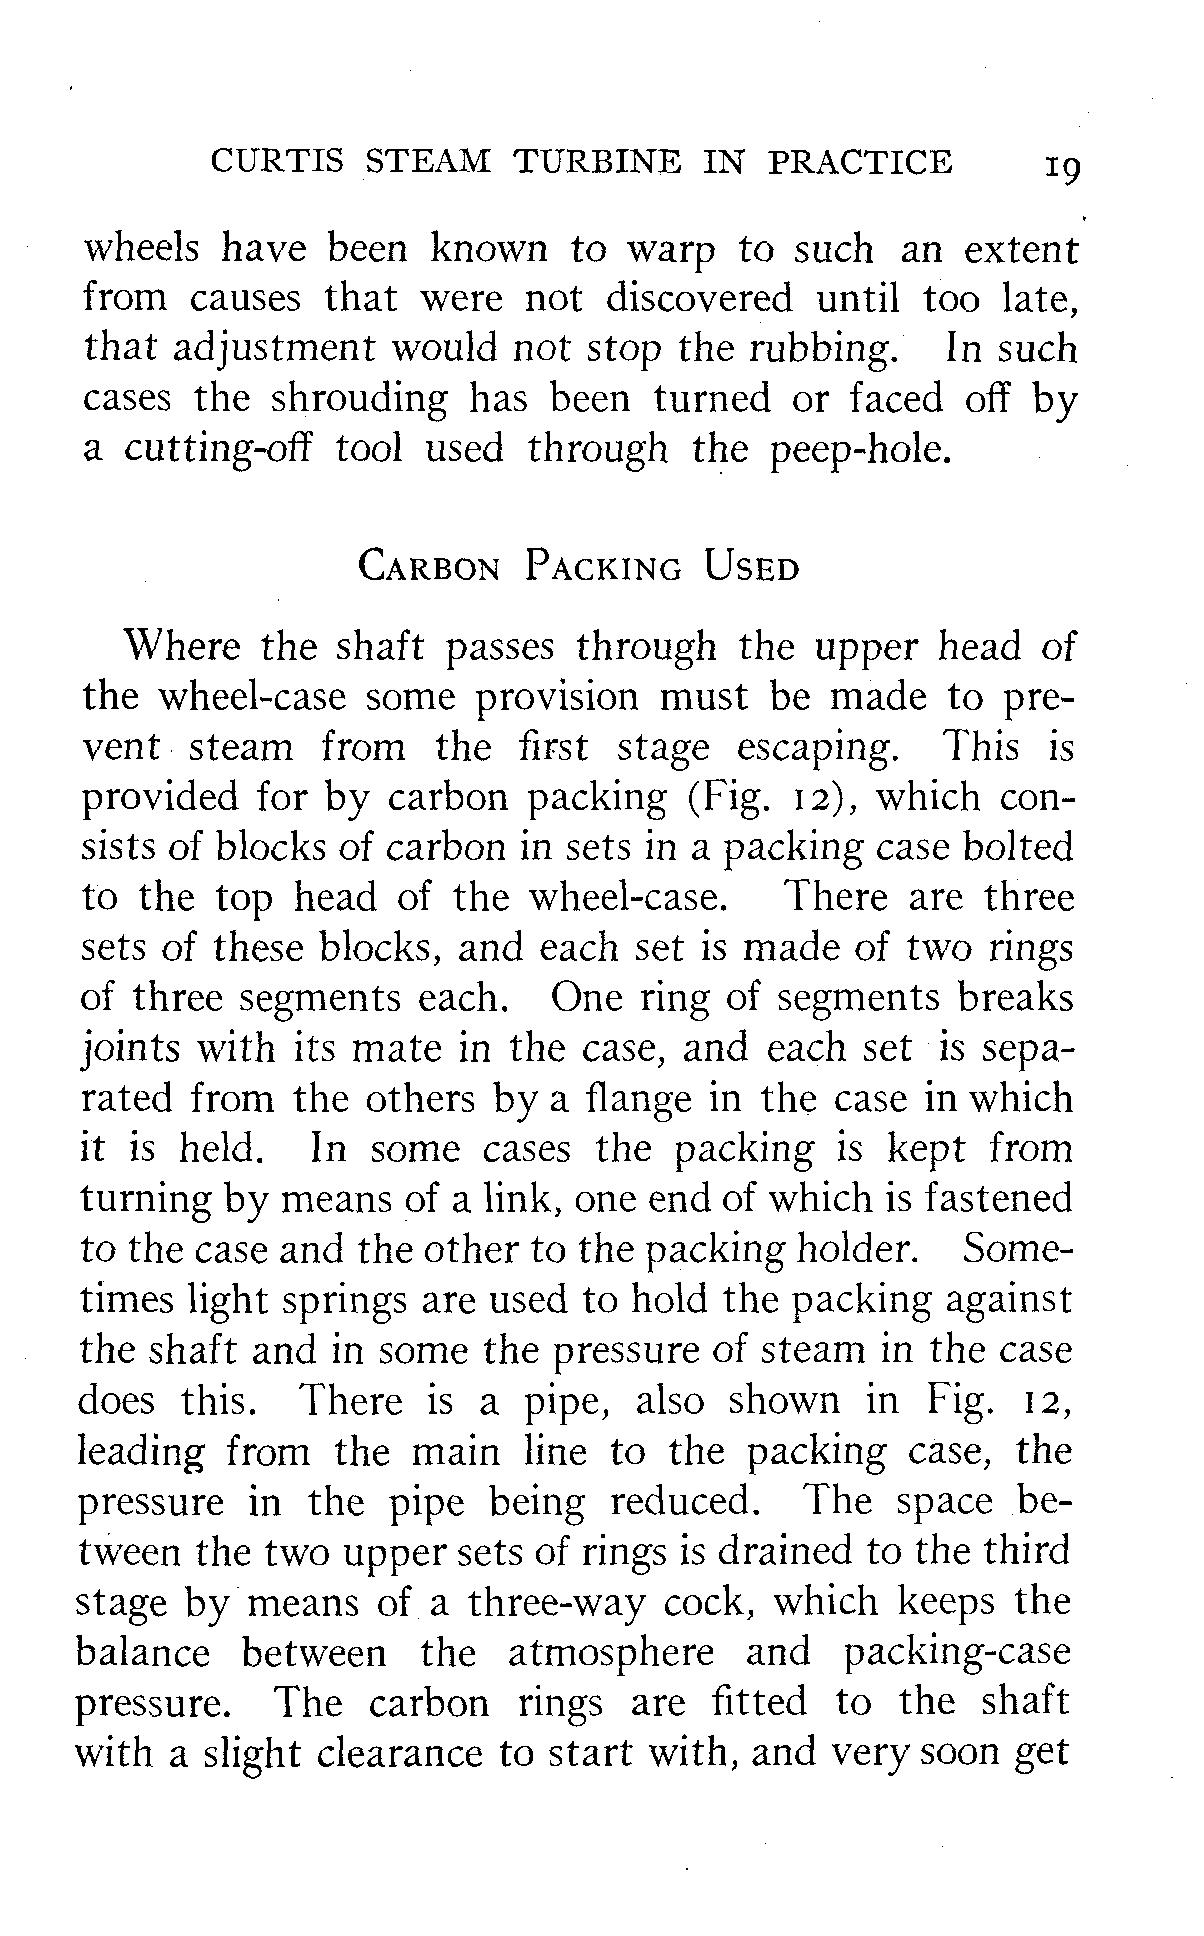 CURTIS STEAM TURBINE IN PRACTICE 19
wheels have been known to warp to such an extent
from causes that were not discovered until too late,
that adjustment would not stop the rubbing. In such
cases the shrouding has been turned or faced off by
a cutting-off tool used through the peep-hole.
Carbon Packing Used
Where the shaft passes through the upper head of
the wheel-case some provision must be made to pre-
vent steam from the first stage escaping. This is
provided for by carbon packing (Fig. 12), which con-
sists of blocks of carbon in sets in a packing case bolted
to the top head of the wheel-case. There are three
sets of these blocks, and each set is made of two rings
of three segments each. One ring of segments breaks
joints with its mate in the case, and each set is sepa-
rated from the others by a flange in the case in which
it is held. In some cases the packing is kept from
turning by means of a link, one end of which is fastened
to the case and the other to the packing holder. Some-
times light springs are used to hold the packing against
the shaft and in some the pressure of steam in the case
does this. There is a pipe, also shown in Fig. 12,
leading from the main line to the packing case, the
pressure in the pipe being reduced. The space be-
tween the two upper sets of rings is drained to the third
stage by means of a three-way cock, which keeps the
balance between the atmosphere and packing-case
pressure. The carbon rings are fitted to the shaft
with a slight clearance to start with, and very soon get